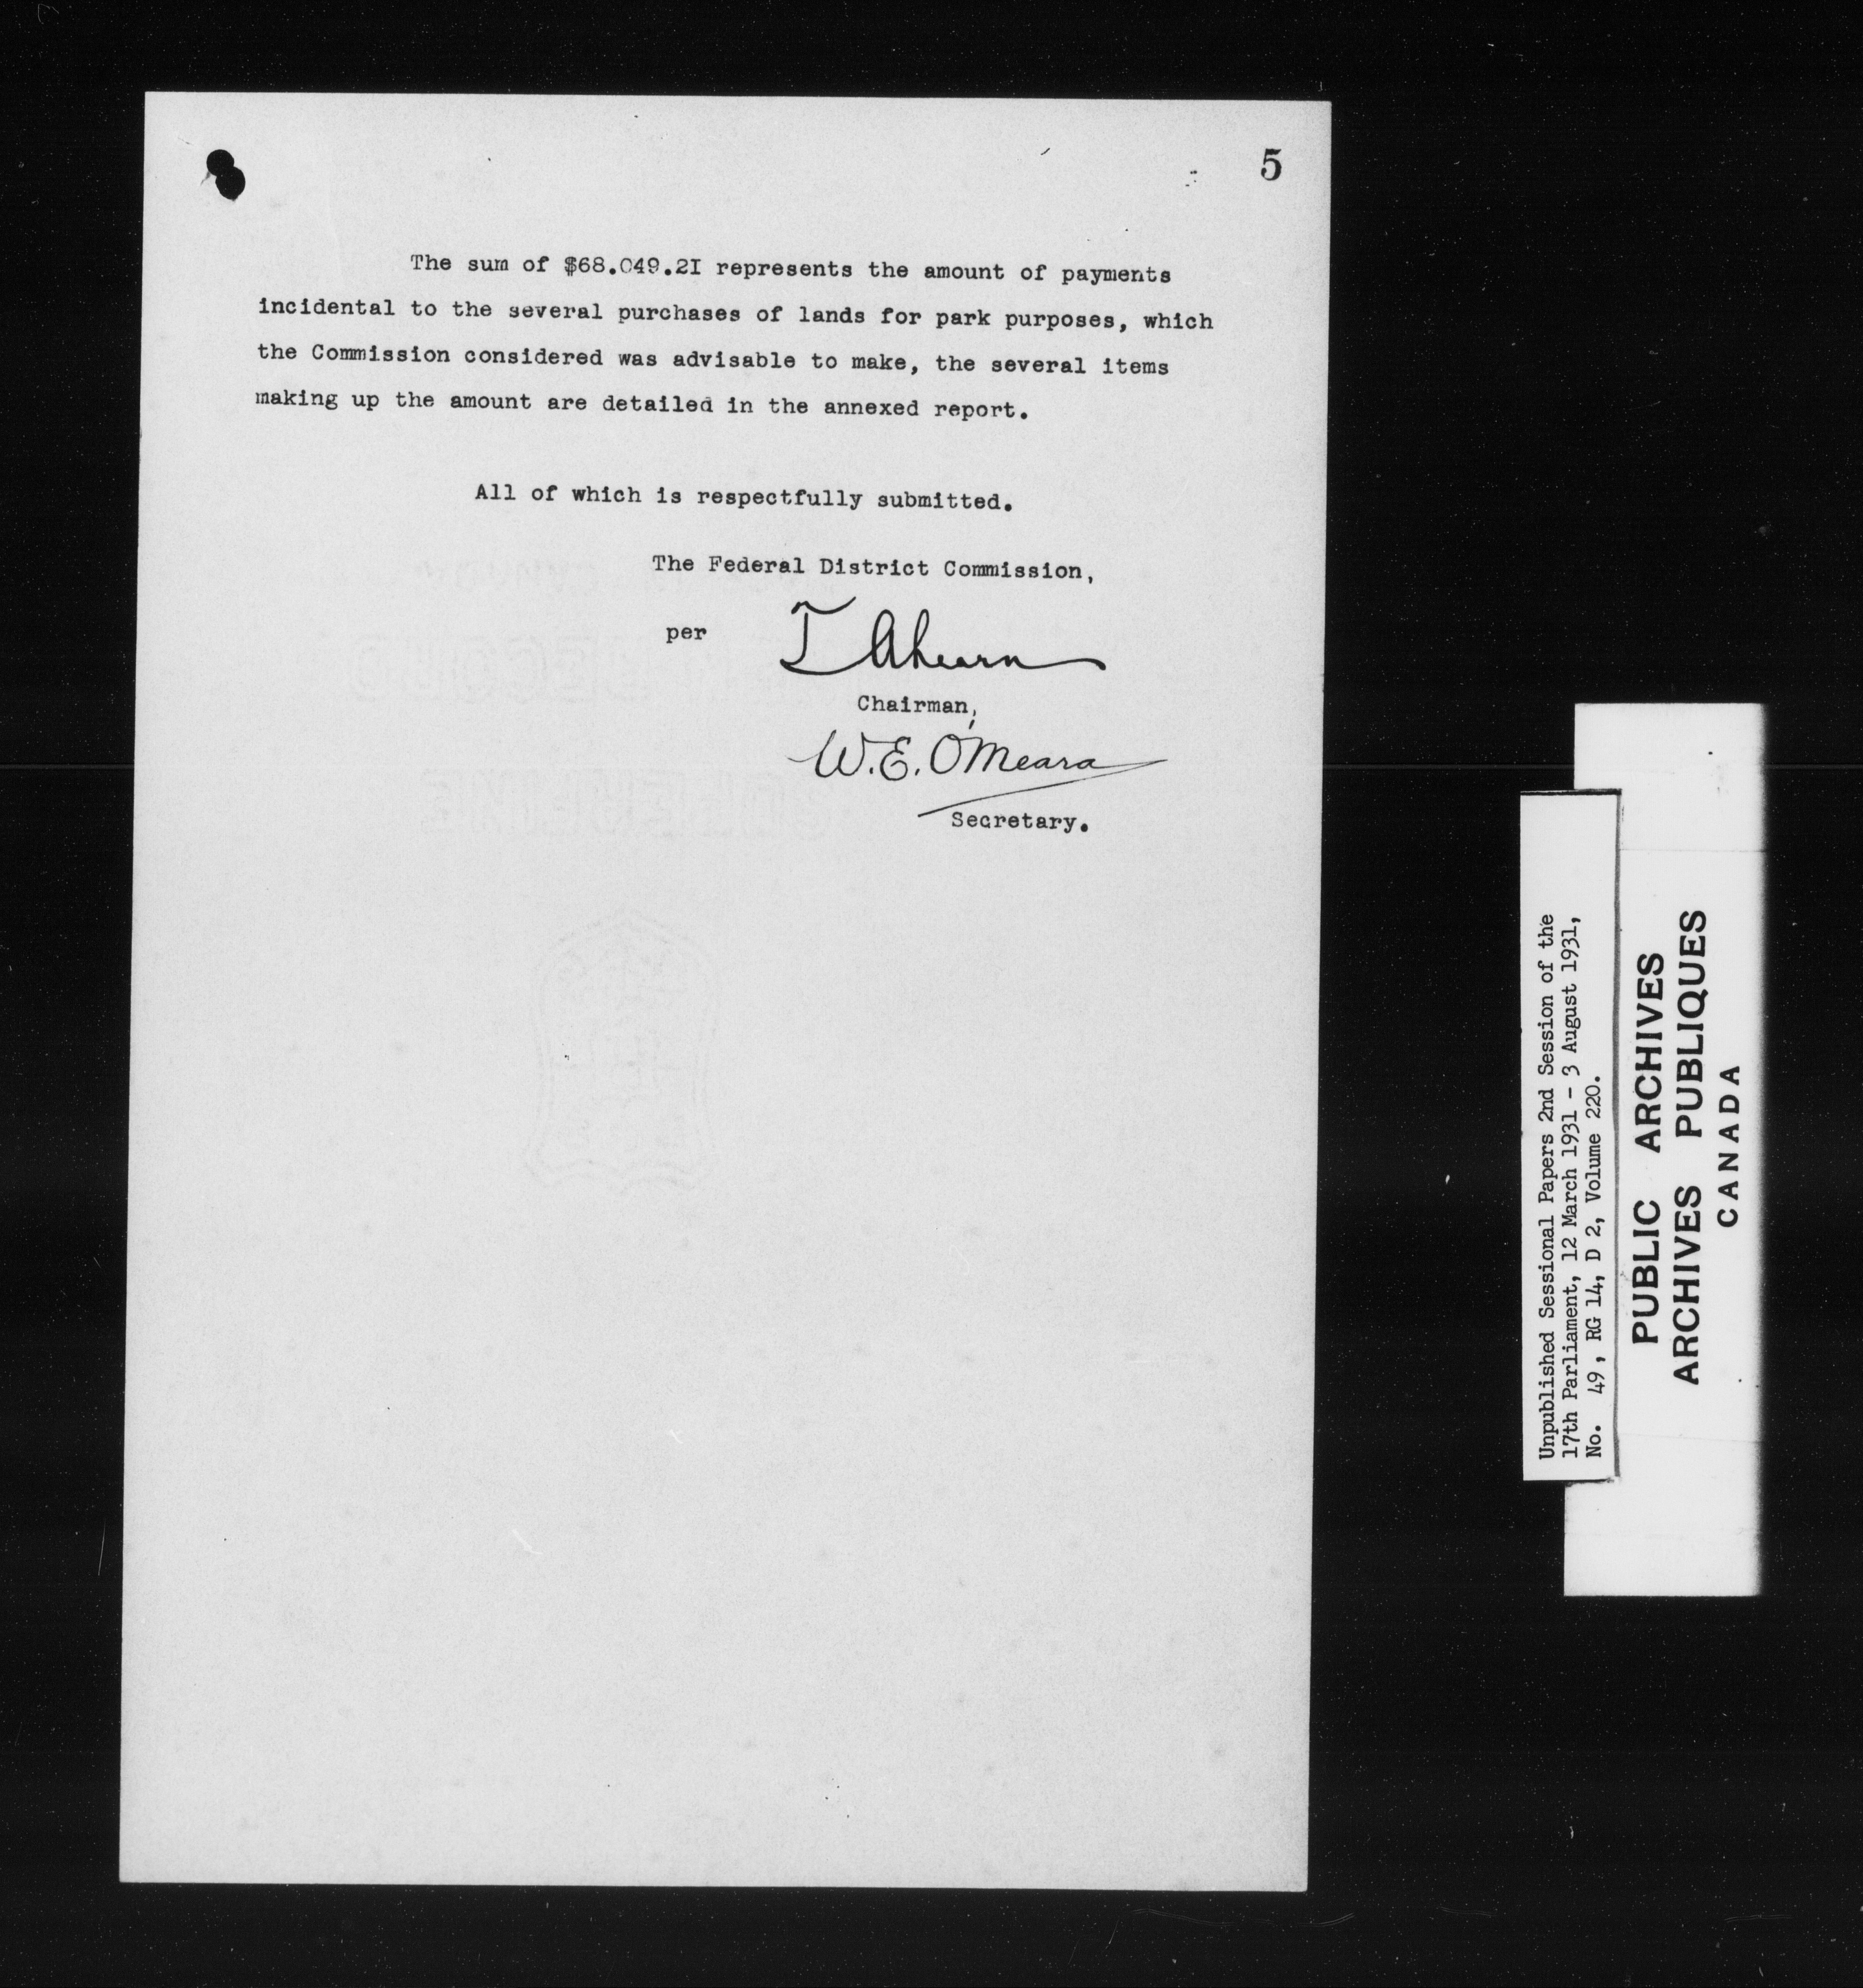 5
The sum of $68.049.2I represents the amount of payments
incidental to the several purchases of lands for park purposes, which
the Commission considered was advisable to make, the several items
making up the amount are detailed in the annexed report.
All of which is respectfully submitted.
The Federal District Commission,
per T Ahearn
Chairman,
W.E. O'Meara
Secretary.
Unpublished Sessional Papers 2nd Session of the
17th Parliament, 12 March 1931 - 3 August 1931,
No. 49, RG 14, D 2, Volume 220.
PUBLIC ARCHIVES
ARCHIVES PUBLIQUES
CANADA